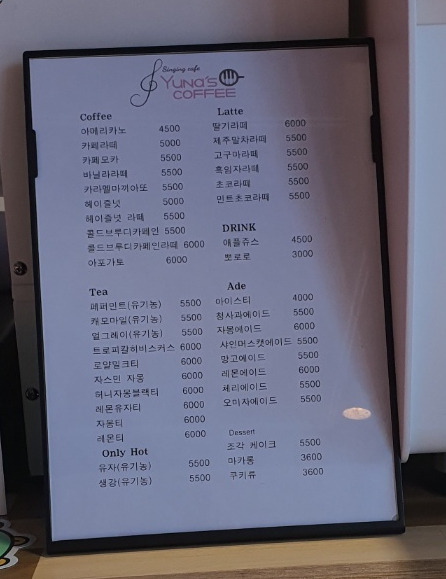 Singing cafe
YUNA'S
COFFEE
Coffee
아메리카노 4500
카페라떼 5000
카페모카 5500
바닐라라떼 5500
카라멜마끼아또 5500
헤이즐넛 5000
헤이즐넛 라떼 5500
콜드브루디카페인 5500
콜드브루디카페인라떼 6000
아포가토 6000
Latte
딸기라떼 6000
제주말차라떼 5500
고구마라떼 5500
흑임자라떼 5500
초코라떼 5500
민트초코라떼 5500
DRINK
애플쥬스 4500
뽀로로 3000
Tea
페퍼민트(유기농) 5500
캐모마일(유기농) 5500
얼그레이(유기농) 5500
트로피칼히비스커스 6000
로얄밀크티 6000
자스민 자몽 6000
허니자몽블랙티 6000
레몬유자티 6000
자몽티 6000
레몬티 6000
Only Hot
유자(유기농) 5500
생강(유기농) 5500
Ade
아이스티 4000
청사과에이드 5500
자몽에이드 6000
샤인머스캣에이드 5500
망고에이드 5500
레몬에이드 6000
체리에이드 5500
오미자에이드 5500
Dessert
조각 케이크 5500
마카롱 3600
쿠키류 3600